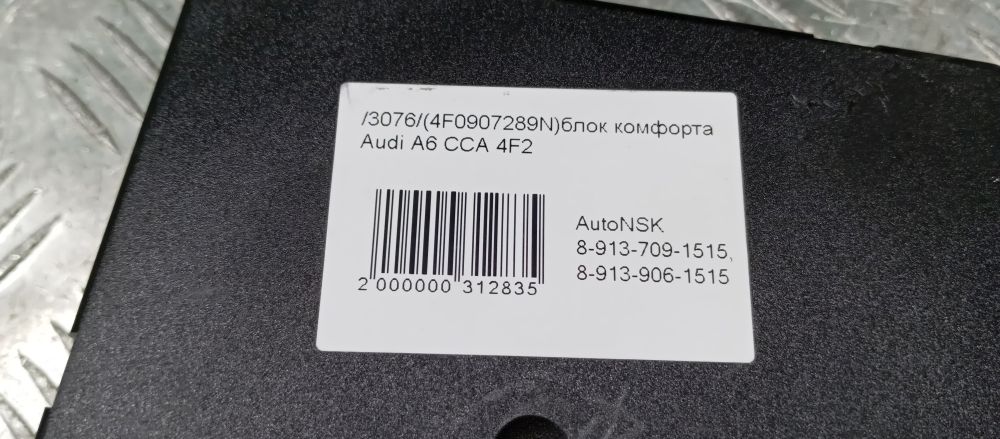 /3076/(4F0907289N)блок комфорта
Audi A6 CCA 4F2
AutoNSK
8-913-709-1515,
8-913-906-1515
2 000000 312835